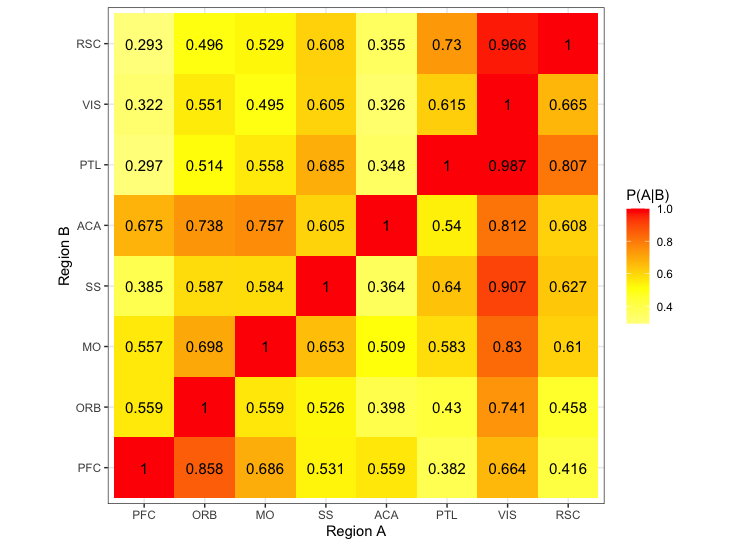 RSC 0.293 0.496 0.529 0.608 0.355 0.73 0.966 1
VIS 0.322 0.551 0.495 0.605 0.326 0.615 1 0.665
PTL 0.297 0.514 0.558 0.685 0.348 1 0.987 0.807
ACA 0.675 0.738 0.757 0.605 1 0.54 0.812 0.608
SS 0.385 0.587 0.584 1 0.364 0.64 0.907 0.627
MO 0.557 0.698 1 0.653 0.509 0.583 0.83 0.61
ORB 0.559 1 0.559 0.526 0.398 0.43 0.741 0.458
PFC 1 0.858 0.686 0.531 0.559 0.382 0.664 0.416
PFC ORB MO SS ACA PTL VIS RSC
Region A
Region B
P(A|B)
1.0
0.8
0.6
0.4